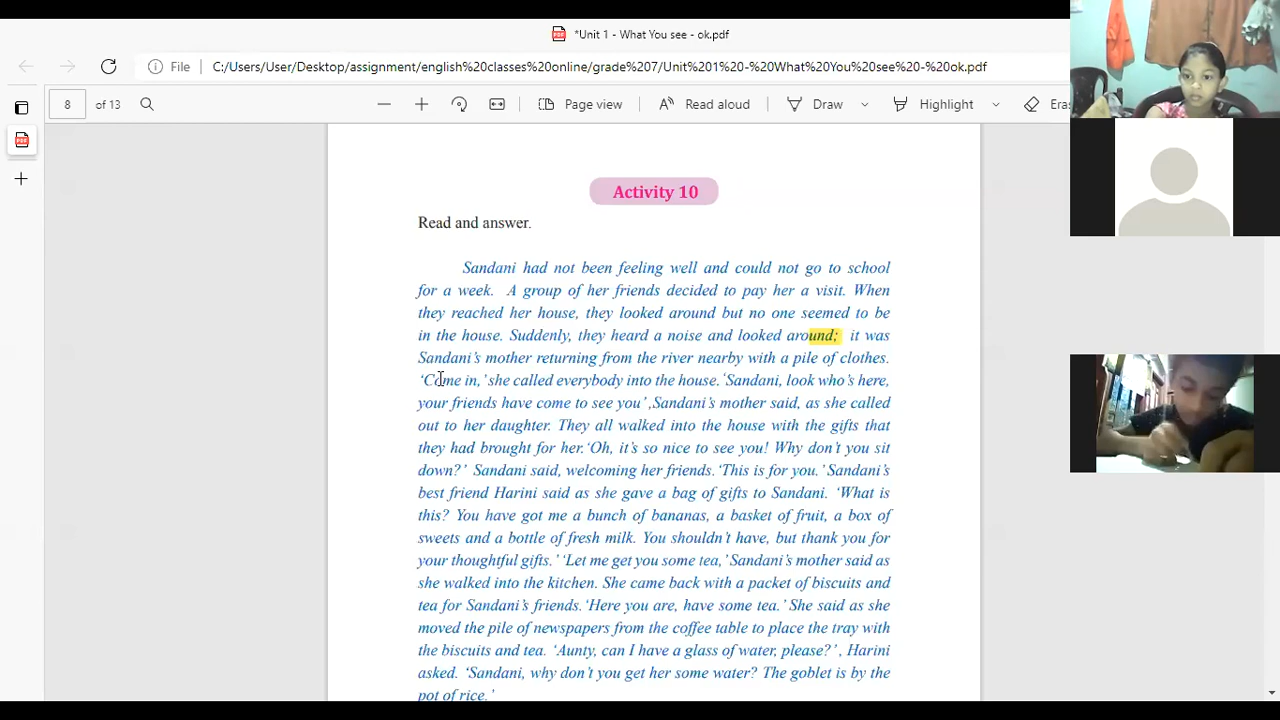 *Unit 1 - What You see - ok.pdf
File C:/Users/User/Desktop/assignment/english%20classes%20online/grade%207/Unit%201%20-%20What%20You%20see%20-%20ok.pdf
8 of 13 Page view Read aloud Draw Highlight Eras
Activity 10
Read and answer.
Sandani had not been feeling well and could not go to school
for a week. A group of her friends decided to pay her a visit. When
they reached her house, they looked around but no one seemed to be
in the house. Suddenly, they heard a noise and looked around; it was
Sandani's mother returning from the river nearby with a pile of clothes.
'Come in,' she called everybody into the house. 'Sandani, look who's here,
your friends have come to see you', Sandani's mother said, as she called
out to her daughter. They all walked into the house with the gifts that
they had brought for her. 'Oh, it's so nice to see you! Why don't you sit
down?' Sandani said, welcoming her friends. 'This is for you.' Sandani's
best friend Harini said as she gave a bag of gifts to Sandani. 'What is
this? You have got me a bunch of bananas, a basket of fruit, a box of
sweets and a bottle of fresh milk. You shouldn't have, but thank you for
your thoughtful gifts.' 'Let me get you some tea,' Sandani's mother said as
she walked into the kitchen. She came back with a packet of biscuits and
tea for Sandani's friends. 'Here you are, have some tea.' She said as she
moved the pile of newspapers from the coffee table to place the tray with
the biscuits and tea. 'Aunty, can I have a glass of water, please?', Harini
asked. 'Sandani, why don't you get her some water? The goblet is by the
pot of rice.'